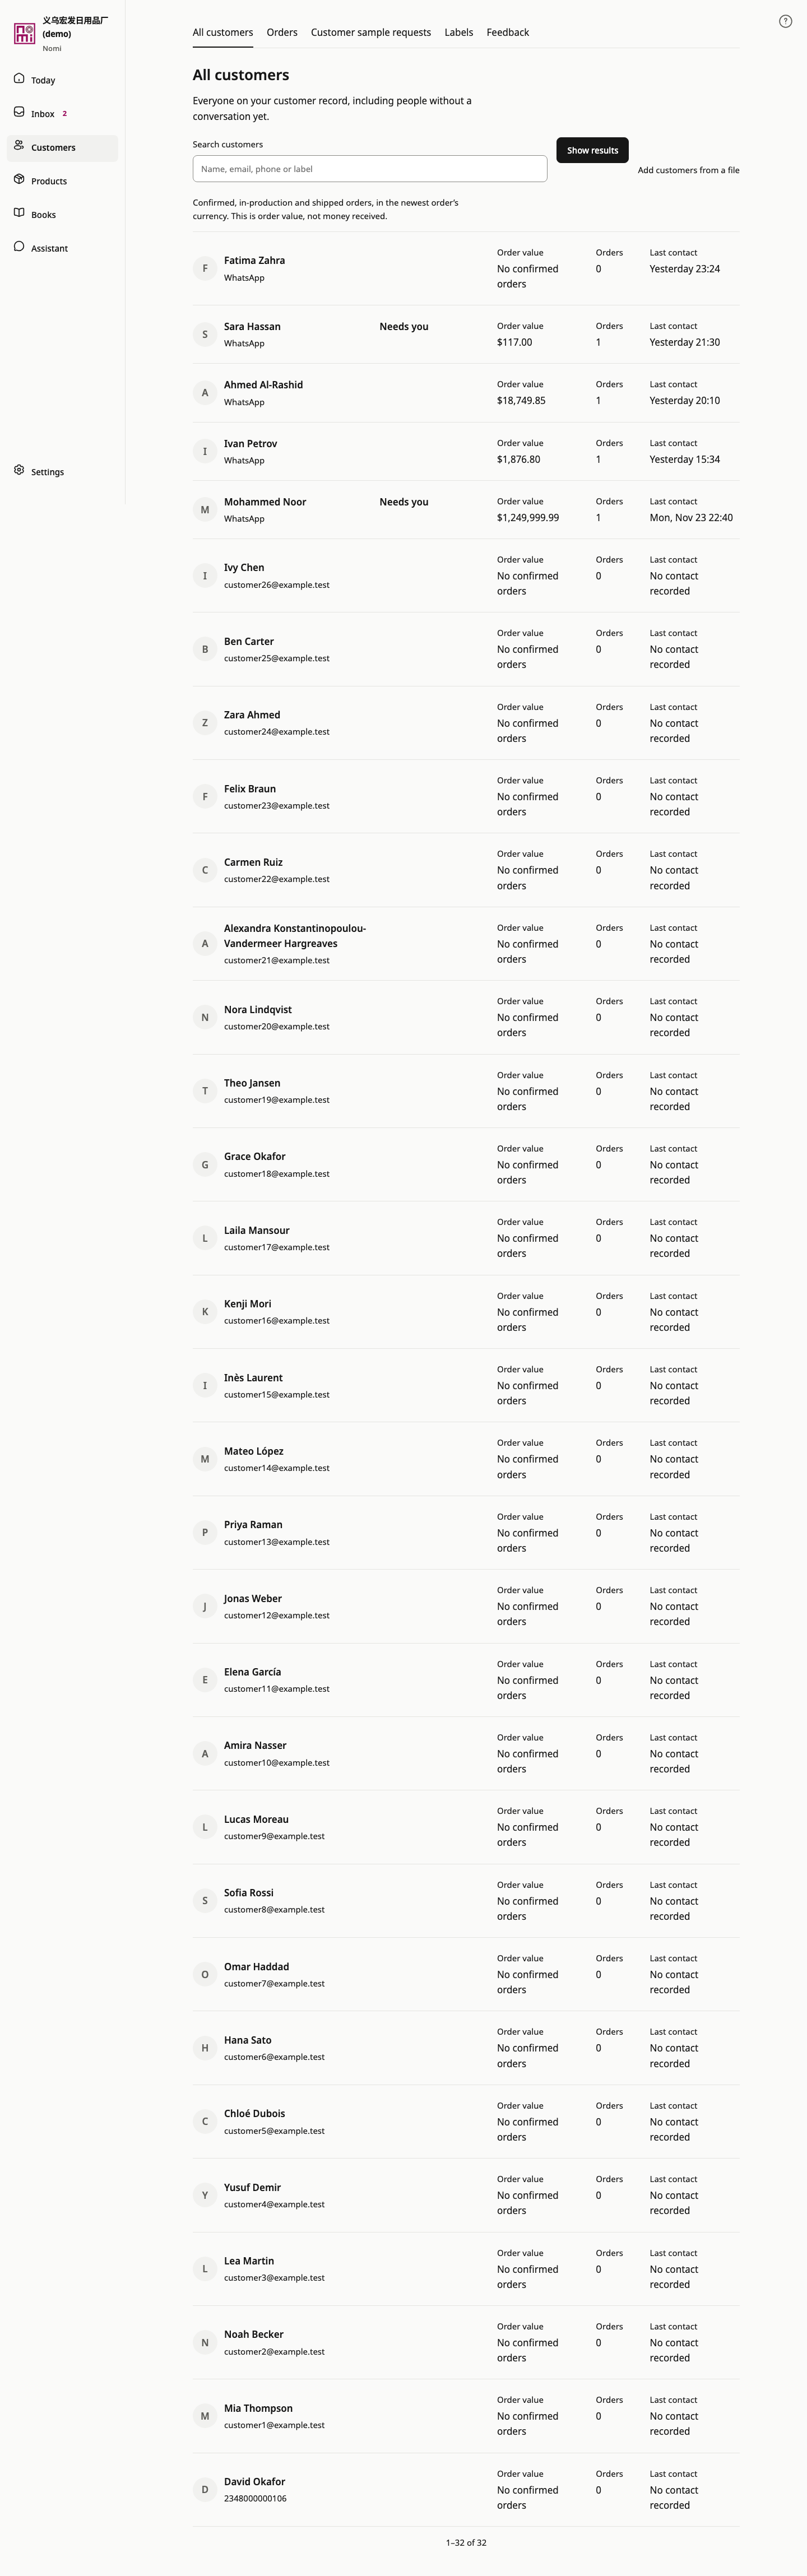 义乌宏发日用品厂
(demo)
Nomi
Today
Inbox 2
Customers
Products
Books
Assistant
Settings
All customers Orders Customer sample requests Labels Feedback
All customers
Everyone on your customer record, including people without a
conversation yet.
Search customers
Name, email, phone or label
Show results
Add customers from a file
Confirmed, in-production and shipped orders, in the newest order's
currency. This is order value, not money received.
F
Fatima Zahra
WhatsApp
Order value
No confirmed
orders
Orders
0
Last contact
Yesterday 23:24
S
Sara Hassan
WhatsApp
Needs you
Order value
$117.00
Orders
1
Last contact
Yesterday 21:30
A
Ahmed Al-Rashid
WhatsApp
Order value
$18,749.85
Orders
1
Last contact
Yesterday 20:10
I
Ivan Petrov
WhatsApp
Order value
$1,876.80
Orders
1
Last contact
Yesterday 15:34
M
Mohammed Noor
WhatsApp
Needs you
Order value
$1,249,999.99
Orders
1
Last contact
Mon, Nov 23 22:40
I
Ivy Chen
customer26@example.test
Order value
No confirmed
orders
Orders
0
Last contact
No contact
recorded
B
Ben Carter
customer25@example.test
Order value
No confirmed
orders
Orders
0
Last contact
No contact
recorded
Z
Zara Ahmed
customer24@example.test
Order value
No confirmed
orders
Orders
0
Last contact
No contact
recorded
F
Felix Braun
customer23@example.test
Order value
No confirmed
orders
Orders
0
Last contact
No contact
recorded
C
Carmen Ruiz
customer22@example.test
Order value
No confirmed
orders
Orders
0
Last contact
No contact
recorded
A
Alexandra Konstantinopoulou-
Vandermeer Hargreaves
customer21@example.test
Order value
No confirmed
orders
Orders
0
Last contact
No contact
recorded
N
Nora Lindqvist
customer20@example.test
Order value
No confirmed
orders
Orders
0
Last contact
No contact
recorded
T
Theo Jansen
customer19@example.test
Order value
No confirmed
orders
Orders
0
Last contact
No contact
recorded
G
Grace Okafor
customer18@example.test
Order value
No confirmed
orders
Orders
0
Last contact
No contact
recorded
L
Laila Mansour
customer17@example.test
Order value
No confirmed
orders
Orders
0
Last contact
No contact
recorded
K
Kenji Mori
customer16@example.test
Order value
No confirmed
orders
Orders
0
Last contact
No contact
recorded
I
Inès Laurent
customer15@example.test
Order value
No confirmed
orders
Orders
0
Last contact
No contact
recorded
M
Mateo López
customer14@example.test
Order value
No confirmed
orders
Orders
0
Last contact
No contact
recorded
P
Priya Raman
customer13@example.test
Order value
No confirmed
orders
Orders
0
Last contact
No contact
recorded
J
Jonas Weber
customer12@example.test
Order value
No confirmed
orders
Orders
0
Last contact
No contact
recorded
E
Elena García
customer11@example.test
Order value
No confirmed
orders
Orders
0
Last contact
No contact
recorded
A
Amira Nasser
customer10@example.test
Order value
No confirmed
orders
Orders
0
Last contact
No contact
recorded
L
Lucas Moreau
customer9@example.test
Order value
No confirmed
orders
Orders
0
Last contact
No contact
recorded
S
Sofia Rossi
customer8@example.test
Order value
No confirmed
orders
Orders
0
Last contact
No contact
recorded
O
Omar Haddad
customer7@example.test
Order value
No confirmed
orders
Orders
0
Last contact
No contact
recorded
H
Hana Sato
customer6@example.test
Order value
No confirmed
orders
Orders
0
Last contact
No contact
recorded
C
Chloé Dubois
customer5@example.test
Order value
No confirmed
orders
Orders
0
Last contact
No contact
recorded
Y
Yusuf Demir
customer4@example.test
Order value
No confirmed
orders
Orders
0
Last contact
No contact
recorded
L
Lea Martin
customer3@example.test
Order value
No confirmed
orders
Orders
0
Last contact
No contact
recorded
N
Noah Becker
customer2@example.test
Order value
No confirmed
orders
Orders
0
Last contact
No contact
recorded
M
Mia Thompson
customer1@example.test
Order value
No confirmed
orders
Orders
0
Last contact
No contact
recorded
D
David Okafor
2348000000106
Order value
No confirmed
orders
Orders
0
Last contact
No contact
recorded
1–32 of 32